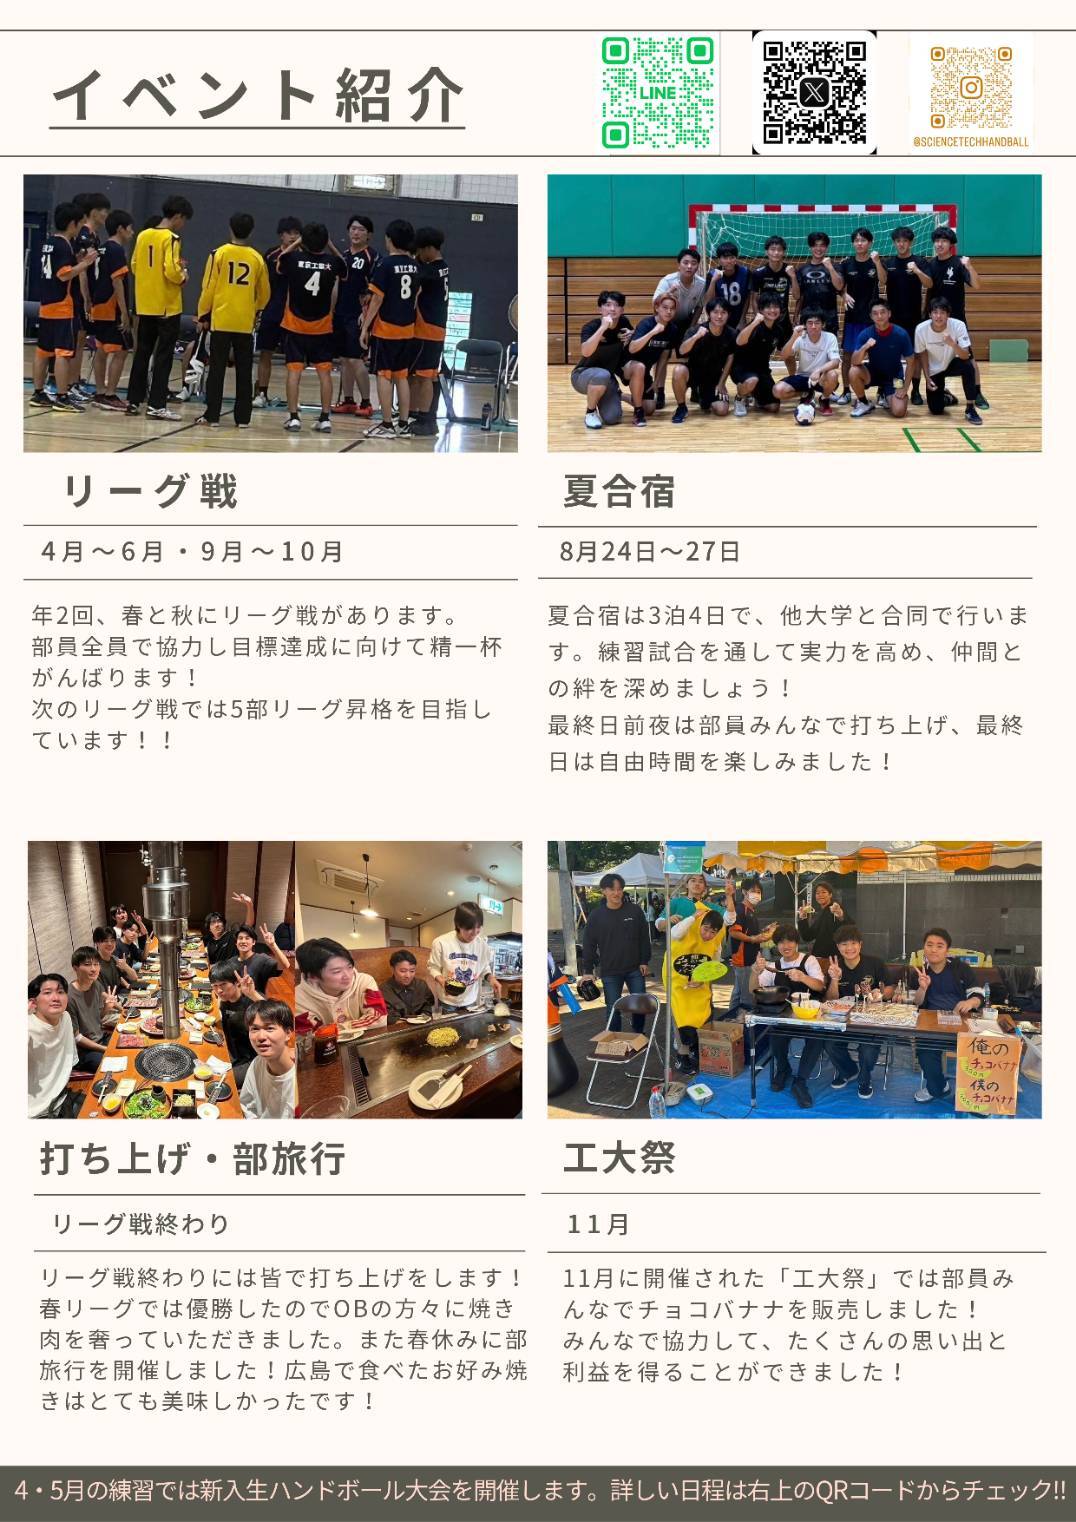 イベント紹介
LINE
@SCIENCETECHHANDBALL
1
12
東京工業大
4
20
東京工業大
8
18
リーグ戦
4月～6月・9月～10月
年2回、春と秋にリーグ戦があります。
部員全員で協力し目標達成に向けて精一杯
がんばります！
次のリーグ戦では5部リーグ昇格を目指し
ています！！
夏合宿
8月24日～27日
夏合宿は3泊4日で、他大学と合同で行いま
す。練習試合を通して実力を高め、仲間と
の絆を深めましょう！
最終日前夜は部員みんなで打ち上げ、最終
日は自由時間を楽しみました！
俺の
チョコバナナ
僕の
チョコバナナ
打ち上げ・部旅行
リーグ戦終わり
リーグ戦終わりには皆で打ち上げをします！
春リーグでは優勝したのでOBの方々に焼き
肉を奢っていただきました。また春休みに部
旅行を開催しました！広島で食べたお好み焼
きはとても美味しかったです！
工大祭
11月
11月に開催された「工大祭」では部員み
んなでチョコバナナを販売しました！
みんなで協力して、たくさんの思い出と
利益を得ることができました！
4・5月の練習では新入生ハンドボール大会を開催します。詳しい日程は右上のQRコードからチェック!!